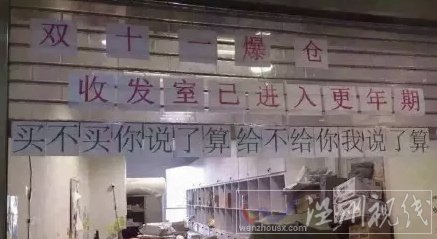 双十一爆仓
收发室已进入更年期
买不买你说了算给不给你我说了算
温州视线
wenzhousx.com